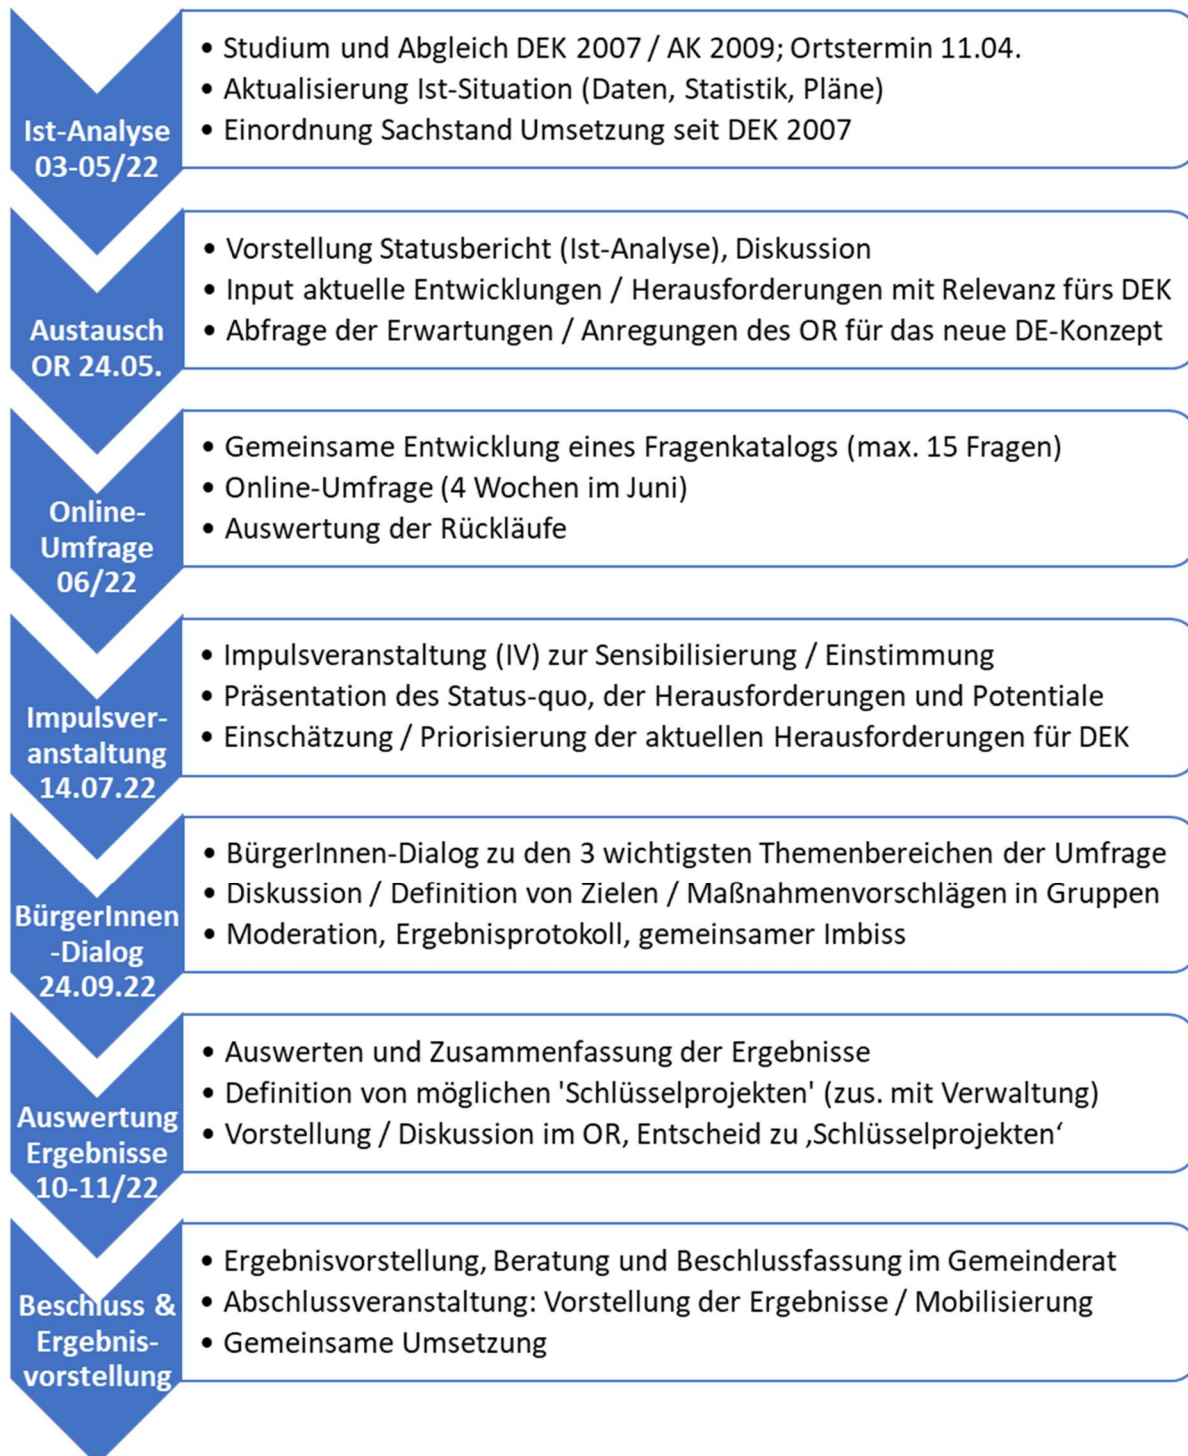 Ist-Analyse
03-05/22
• Studium und Abgleich DEK 2007 / AK 2009; Ortstermin 11.04.
• Aktualisierung Ist-Situation (Daten, Statistik, Pläne)
• Einordnung Sachstand Umsetzung seit DEK 2007
Austausch
OR 24.05.
• Vorstellung Statusbericht (Ist-Analyse), Diskussion
• Input aktuelle Entwicklungen / Herausforderungen mit Relevanz fürs DEK
• Abfrage der Erwartungen / Anregungen des OR für das neue DE-Konzept
Online-
Umfrage
06/22
• Gemeinsame Entwicklung eines Fragenkatalogs (max. 15 Fragen)
• Online-Umfrage (4 Wochen im Juni)
• Auswertung der Rückläufe
Impulsver-
anstaltung
14.07.22
• Impulsveranstaltung (IV) zur Sensibilisierung / Einstimmung
• Präsentation des Status-quo, der Herausforderungen und Potentiale
• Einschätzung / Priorisierung der aktuellen Herausforderungen für DEK
BürgerInnen
-Dialog
24.09.22
• BürgerInnen-Dialog zu den 3 wichtigsten Themenbereichen der Umfrage
• Diskussion / Definition von Zielen / Maßnahmenvorschlägen in Gruppen
• Moderation, Ergebnisprotokoll, gemeinsamer Imbiss
Auswertung
Ergebnisse
10-11/22
• Auswerten und Zusammenfassung der Ergebnisse
• Definition von möglichen 'Schlüsselprojekten' (zus. mit Verwaltung)
• Vorstellung / Diskussion im OR, Entscheid zu ‚Schlüsselprojekten‘
Beschluss &
Ergebnis-
vorstellung
• Ergebnisvorstellung, Beratung und Beschlussfassung im Gemeinderat
• Abschlussveranstaltung: Vorstellung der Ergebnisse / Mobilisierung
• Gemeinsame Umsetzung